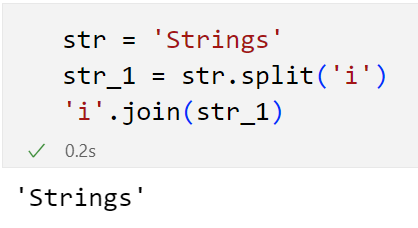 str = 'Strings'
str_1 = str.split('i')
'i'.join(str_1)
0.2s
'Strings'